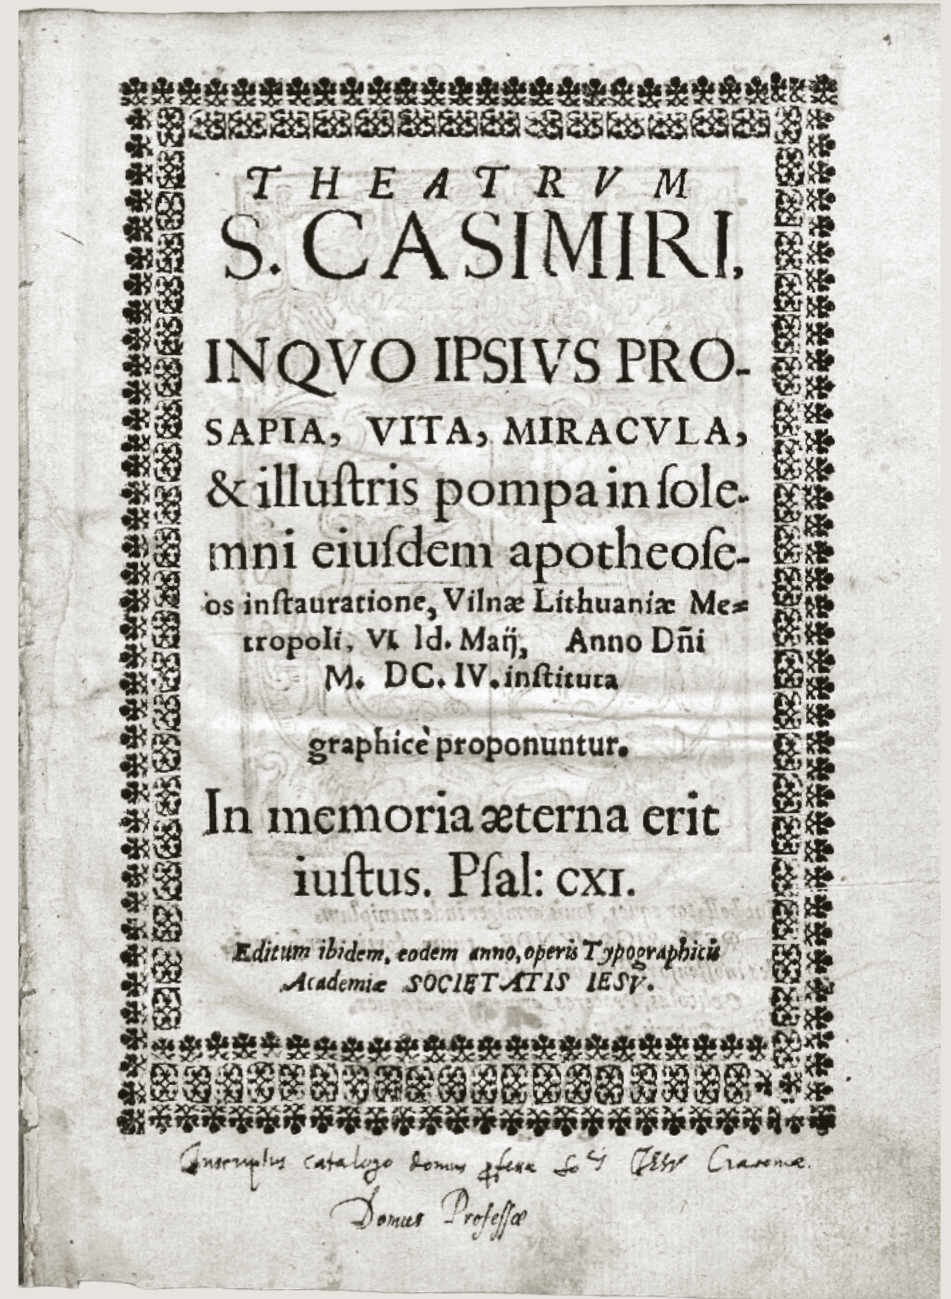 THEATRVM
S. CASIMIRI,
INQVO IPSIVS PRO-
SAPIA, VITA, MIRACVLA,
& illuſtris pompa in ſole-
mni eiuſdem apotheoſe-
os inſtauratione, Vilnæ Lithuaniæ Me-
tropoli, VI. Id. Maij, Anno Dñi
M. DC. IV. inſtituta
graphicè proponuntur.
In memoria æterna erit
iuſtus. Pſal: CXI.
Editum ibidem, eodem anno, operis Typographicis
Academiæ SOCIETATIS IESV.
Inscriptus catalogo domus Jesu
Domus Professæ